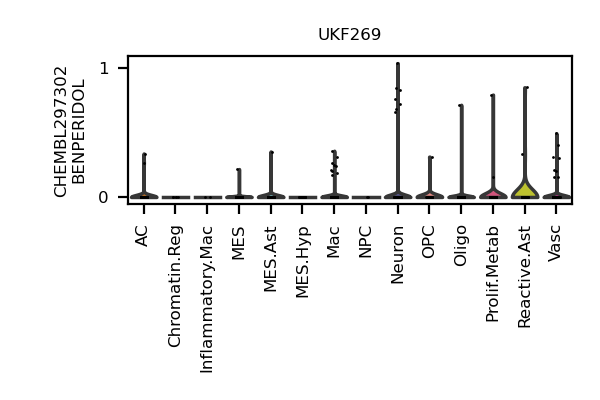 UKF269
CHEMBL297302
BENPERIDOL
1
0
AC
Chromatin.Reg
Inflammatory.Mac
MES
MES.Ast
MES.Hyp
Mac
NPC
Neuron
OPC
Oligo
Prolif.Metab
Reactive.Ast
Vasc